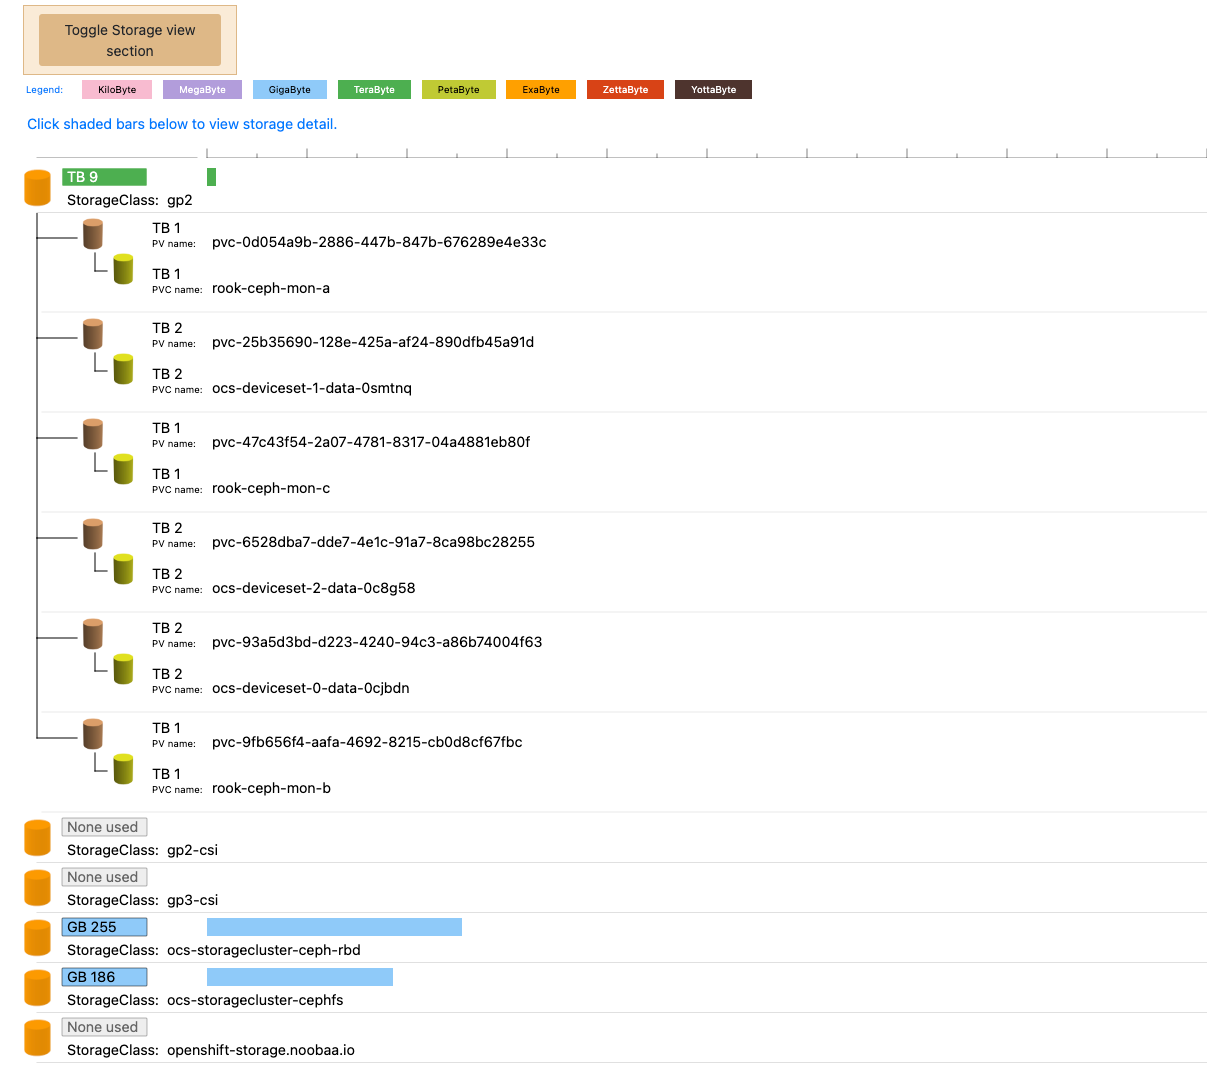 Toggle Storage view
section
Legend: KiloByte MegaByte GigaByte TeraByte PetaByte ExaByte ZettaByte YottaByte
Click shaded bars below to view storage detail.
TB 9
StorageClass: gp2
TB 1
PV name: pvc-0d054a9b-2886-447b-847b-676289e4e33c
TB 1
PVC name: rook-ceph-mon-a
TB 2
PV name: pvc-25b35690-128e-425a-af24-890dfb45a91d
TB 2
PVC name: ocs-deviceset-1-data-0smtnq
TB 1
PV name: pvc-47c43f54-2a07-4781-8317-04a4881eb80f
TB 1
PVC name: rook-ceph-mon-c
TB 2
PV name: pvc-6528dba7-dde7-4e1c-91a7-8ca98bc28255
TB 2
PVC name: ocs-deviceset-2-data-0c8g58
TB 2
PV name: pvc-93a5d3bd-d223-4240-94c3-a86b74004f63
TB 2
PVC name: ocs-deviceset-0-data-0cjbdn
TB 1
PV name: pvc-9fb656f4-aafa-4692-8215-cb0d8cf67fbc
TB 1
PVC name: rook-ceph-mon-b
None used
StorageClass: gp2-csi
None used
StorageClass: gp3-csi
GB 255
StorageClass: ocs-storagecluster-ceph-rbd
GB 186
StorageClass: ocs-storagecluster-cephfs
None used
StorageClass: openshift-storage.noobaa.io